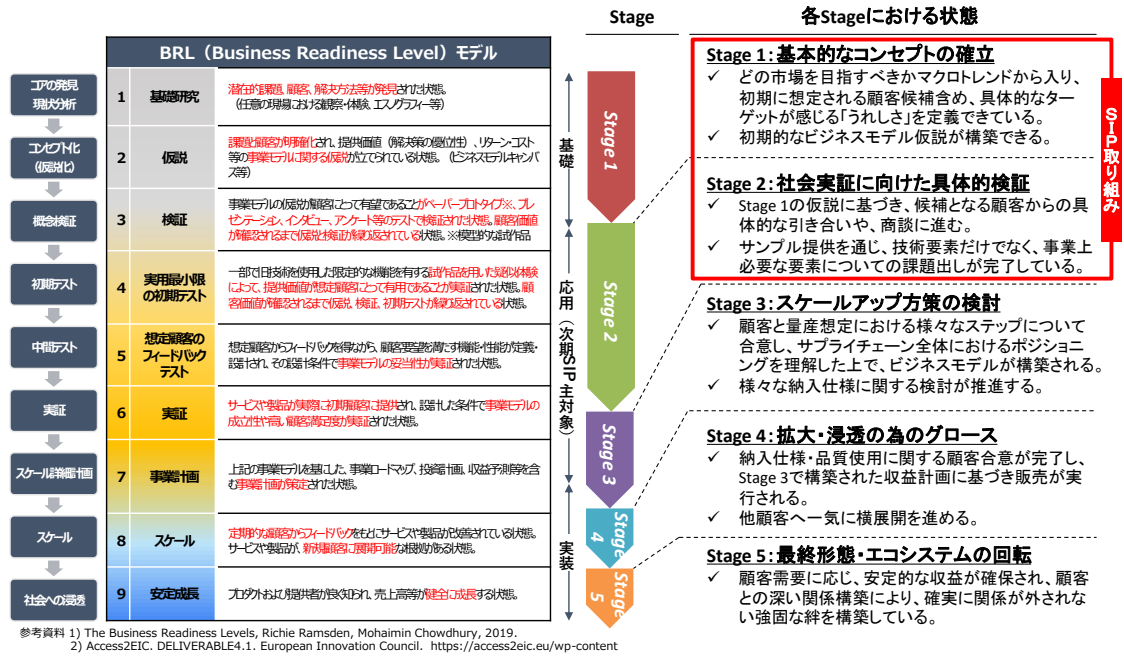 Stage
各Stageにおける状態
BRL（Business Readiness Level）モデル
コアの発見
現状分析
1
基礎研究
潜在的課題、顧客、解決方法等が発見された状態。
（任意の現場における観察・体験、エスノグラフィー等）
コンセプト化
(仮説化)
2
仮説
課題と顧客が明確化され、提供価値（解決策の優位性）、リターン・コスト
等の事業モデルに関する仮説が立てられている状態。（ビジネスモデルキャンバ
ス等）
概念検証
3
検証
事業モデルの仮説が顧客にとって有望であることがペーパープロトタイプ※、プレ
ゼンテーション、インタビュー、アンケート等のテストで検証された状態。顧客価値
が確認されるまで仮説と検証が繰り返されている状態。※模型的な試作品
初期テスト
4
実用最小限
の初期テスト
一部で旧技術を使用した限定的な機能を有する試作品を用いた疑似体験
によって、提供価値が想定顧客にとって有用であることが実証された状態。顧
客価値が確認されるまで仮説、検証、初期テストが繰り返されている状態。
中間テスト
5
想定顧客の
フィードバック
テスト
想定顧客からフィードバックを得ながら、顧客要望を満たす機能・性能が定義・
設計され、その設計条件で事業モデルの妥当性が実証された状態。
実証
6
実証
サービスや製品が実際に初期顧客に提供され、設計した条件で事業モデルの
成立性や高い顧客満足度が実証された状態。
スケール詳細計画
7
事業計画
上記の事業モデルを基にした、事業ロードマップ、投資計画、収益予測等を含
む事業計画が策定された状態。
スケール
8
スケール
定期的な顧客からフィードバックをもとにサービスや製品が改善されている状態。
サービスや製品が、新規顧客に展開可能な根拠がある状態。
社会への浸透
9
安定成長
プロダクトおよび提供者が良く知られ、売上高等が健全に成長する状態。
基礎
応用（次期SIP主対象）
実装
Stage 1
Stage 2
Stage 3
Stage 4
Stage 5
Stage 1：基本的なコンセプトの確立
✓ どの市場を目指すべきかマクロトレンドから入り、
初期に想定される顧客候補含め、具体的なター
ゲットが感じる「うれしさ」を定義できている。
✓ 初期的なビジネスモデル仮説が構築できる。
Stage 2：社会実証に向けた具体的検証
✓ Stage 1の仮説に基づき、候補となる顧客からの具
体的な引き合いや、商談に進む。
✓ サンプル提供を通じ、技術要素だけでなく、事業上
必要な要素についての課題出しが完了している。
SIP取り組み
Stage 3：スケールアップ方策の検討
✓ 顧客と量産想定における様々なステップについて
合意し、サプライチェーン全体におけるポジショニ
ングを理解した上で、ビジネスモデルが構築される。
✓ 様々な納入仕様に関する検討が推進する。
Stage 4：拡大・浸透の為のグロース
✓ 納入仕様・品質使用に関する顧客合意が完了し、
Stage 3で構築された収益計画に基づき販売が実
行される。
✓ 他顧客へ一気に横展開を進める。
Stage 5：最終形態・エコシステムの回転
✓ 顧客需要に応じ、安定的な収益が確保され、顧客
との深い関係構築により、確実に関係が外されな
い強固な絆を構築している。
参考資料 1) The Business Readiness Levels, Richie Ramsden, Mohaimin Chowdhury, 2019.
2) Access2EIC. DELIVERABLE4.1. European Innovation Council. https://access2eic.eu/wp-content